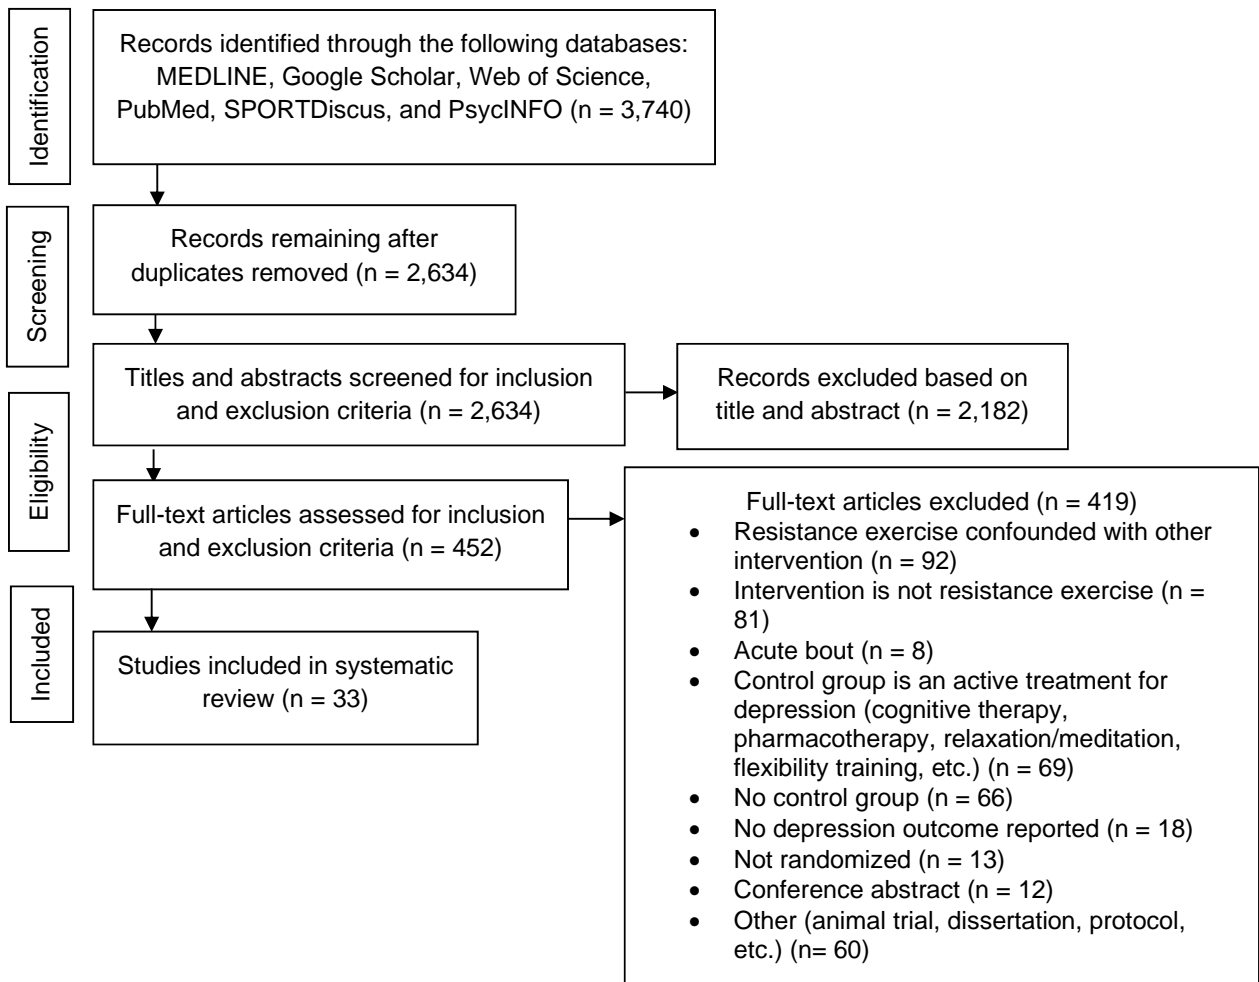 Identification
Records identified through the following databases:
MEDLINE, Google Scholar, Web of Science,
PubMed, SPORTDiscus, and PsycINFO (n = 3,740)
Screening
Records remaining after
duplicates removed (n = 2,634)
Titles and abstracts screened for inclusion
and exclusion criteria (n = 2,634)
Records excluded based on
title and abstract (n = 2,182)
Eligibility
Full-text articles assessed for inclusion
and exclusion criteria (n = 452)
Full-text articles excluded (n = 419)
• Resistance exercise confounded with other
intervention (n = 92)
• Intervention is not resistance exercise (n =
81)
• Acute bout (n = 8)
• Control group is an active treatment for
depression (cognitive therapy,
pharmacotherapy, relaxation/meditation,
flexibility training, etc.) (n = 69)
• No control group (n = 66)
• No depression outcome reported (n = 18)
• Not randomized (n = 13)
• Conference abstract (n = 12)
• Other (animal trial, dissertation, protocol,
etc.) (n= 60)
Included
Studies included in systematic
review (n = 33)